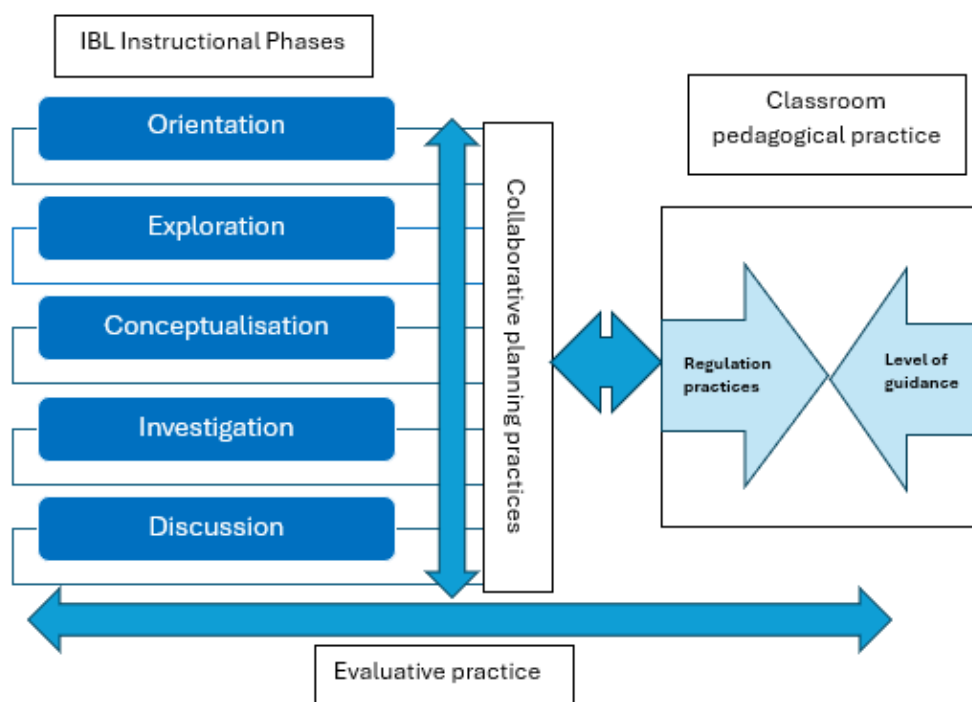 IBL Instructional Phases
Orientation
Exploration
Conceptualisation
Investigation
Discussion
Collaborative planning practices
Classroom
pedagogical practice
Regulation
practices
Level of
guidance
Evaluative practice